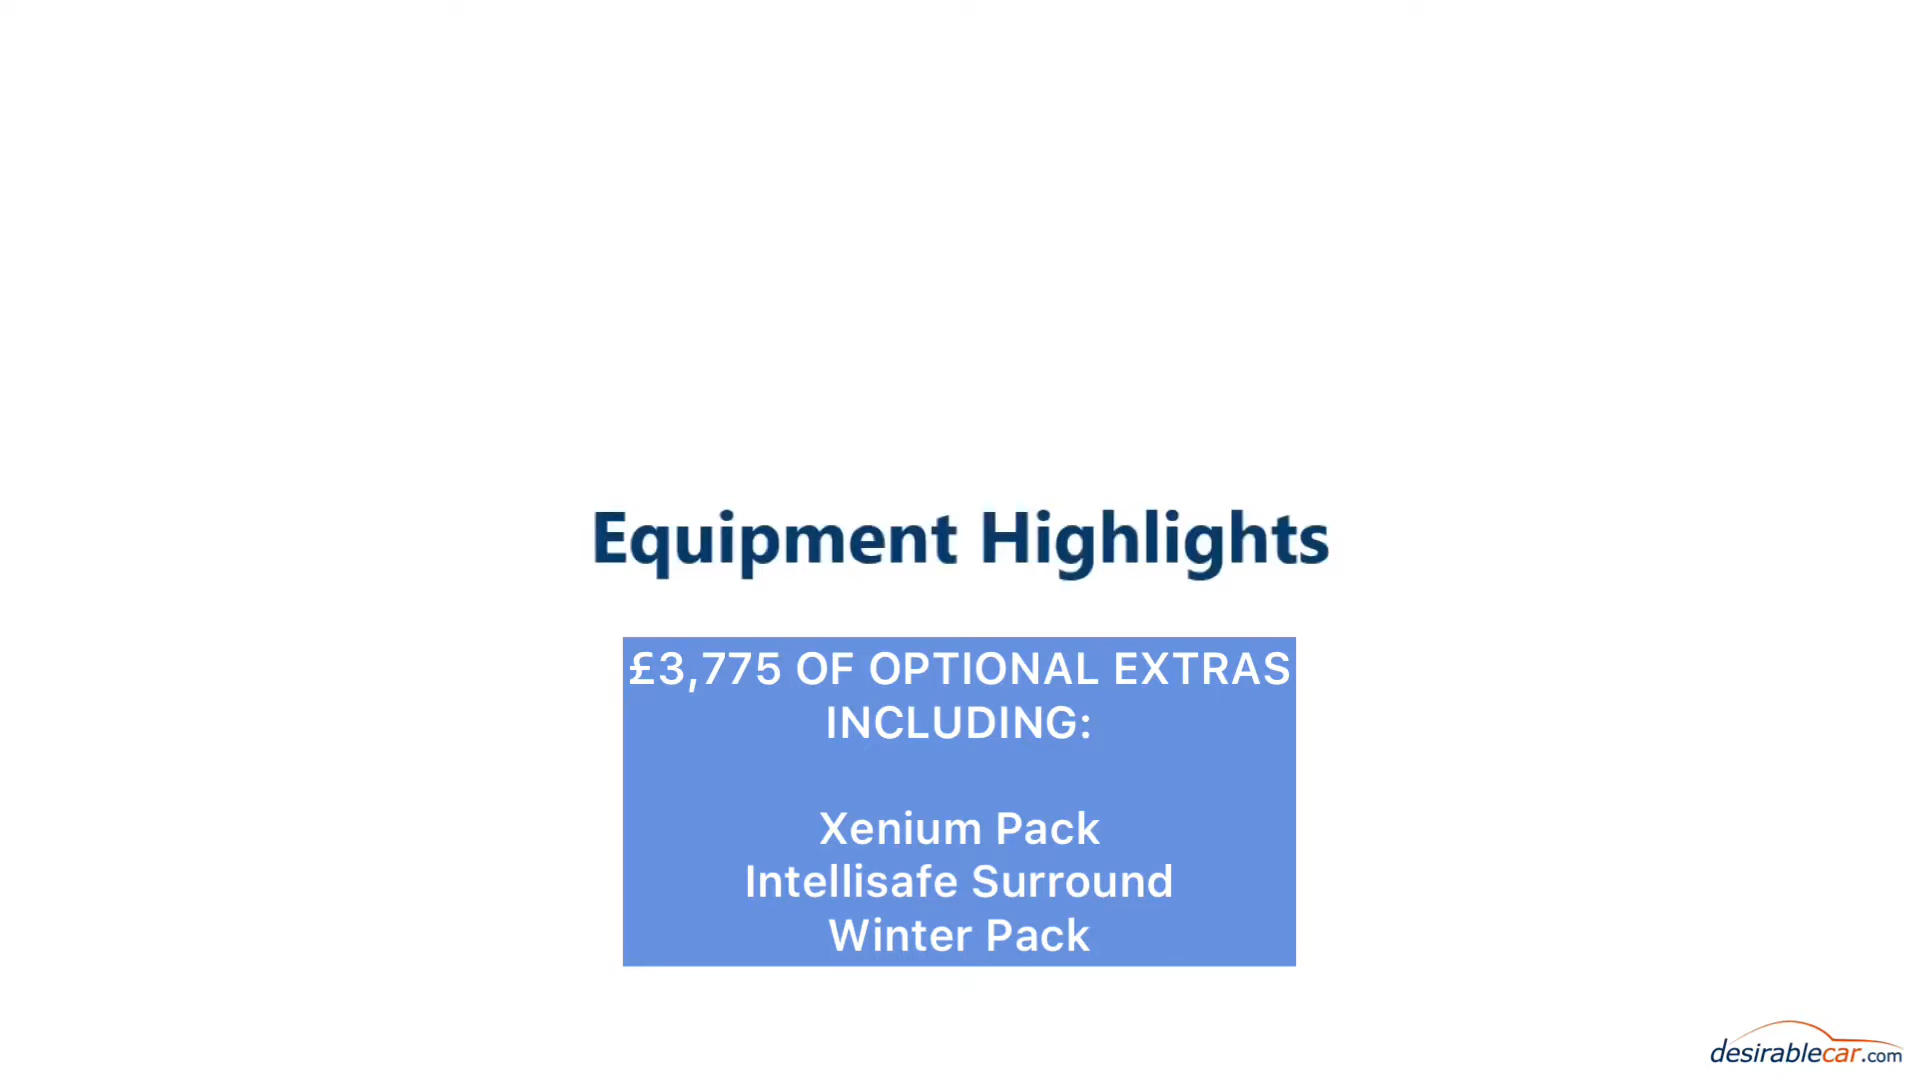 Equipment Highlights
£3,775 OF OPTIONAL EXTRAS
INCLUDING:
Xenium Pack
Intellisafe Surround
Winter Pack
desirablecar.com